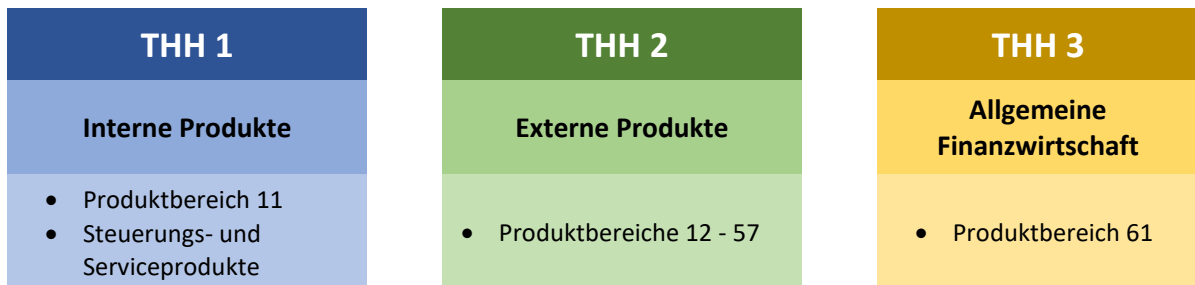 THH 1
Interne Produkte
• Produktbereich 11
• Steuerungs- und
Serviceprodukte
THH 2
Externe Produkte
• Produktbereiche 12 - 57
THH 3
Allgemeine
Finanzwirtschaft
• Produktbereich 61